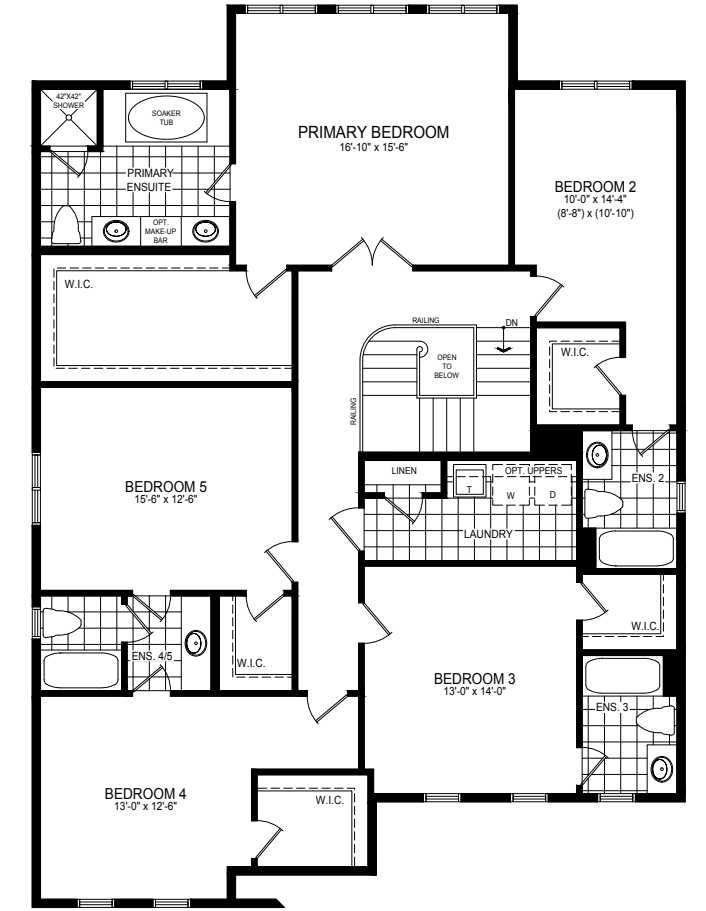 42"X42"
SHOWER
SOAKER
TUB
PRIMARY BEDROOM
16'-10" x 15'-6"
PRIMARY
ENSUITE
BEDROOM 2
10'-0" x 14'-4"
(8'-8") x (10'-10")
OPT.
MAKE-UP
BAR
W.I.C.
RAILING
DN
OPEN
TO
BELOW
W.I.C.
RAILING
LINEN
OPT. UPPERS
T
W
D
ENS. 2
BEDROOM 5
15'-6" x 12'-6"
LAUNDRY
W.I.C.
ENS. 4/5
W.I.C.
BEDROOM 3
13'-0" x 14'-0"
ENS. 3
BEDROOM 4
13'-0" x 12'-6"
W.I.C.